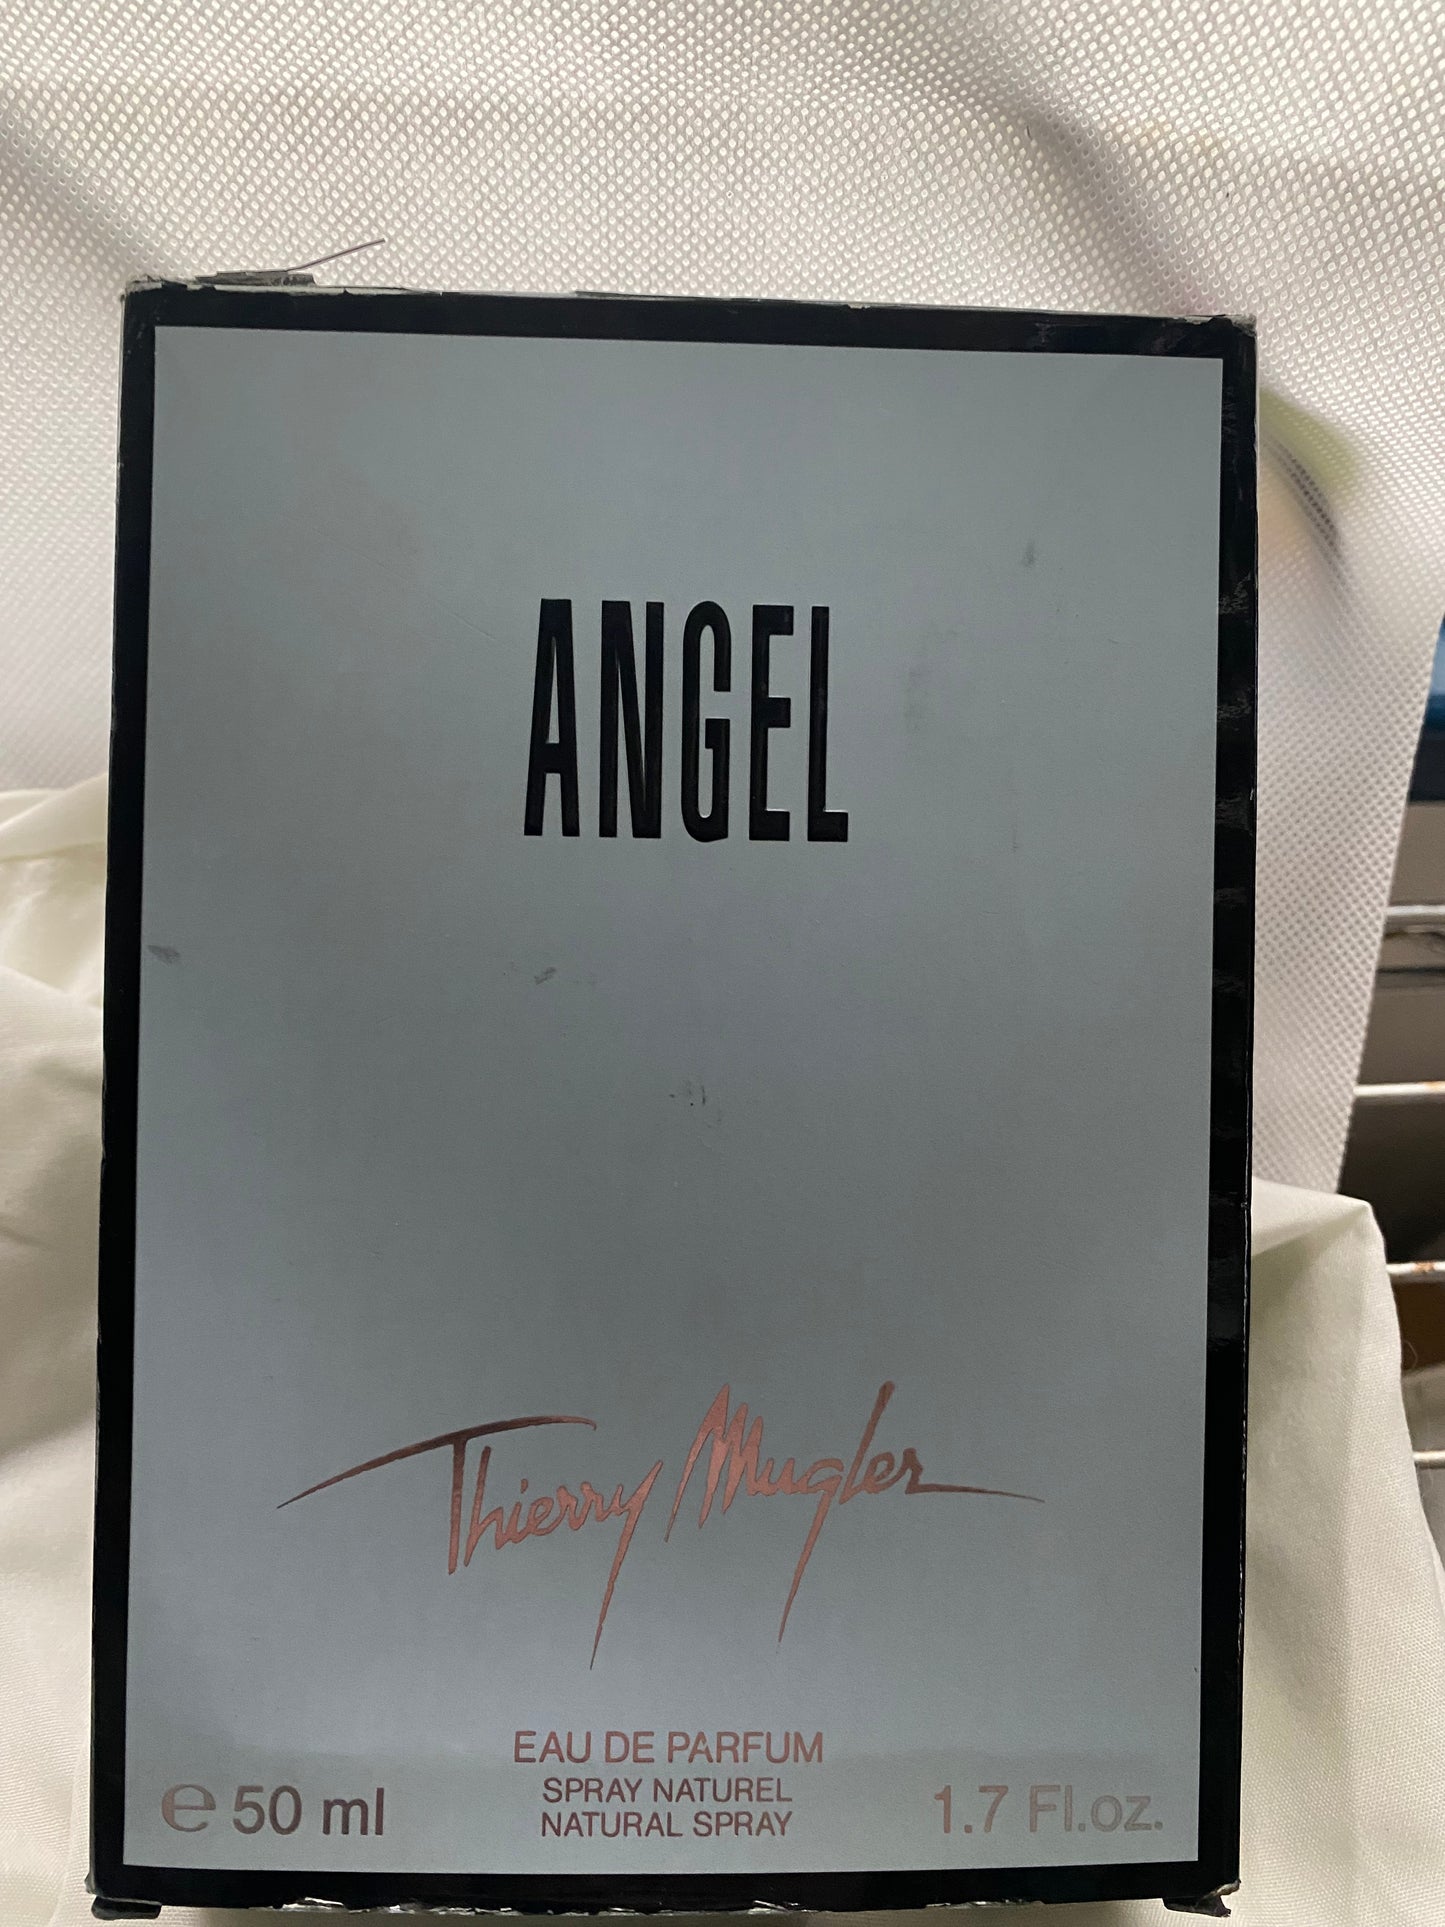 ANGEL
Thierry Mugler
EAU DE PARFUM
SPRAY NATUREL
NATURAL SPRAY
e 50 ml
1.7 Fl.oz.